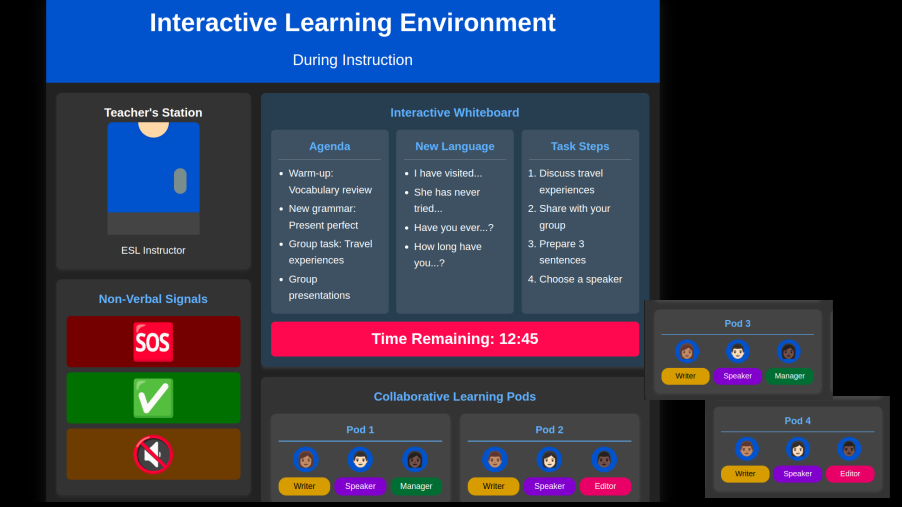 Interactive Learning Environment
During Instruction
Teacher's Station
ESL Instructor
Non-Verbal Signals
SOS
Interactive Whiteboard
Agenda
• Warm-up:
Vocabulary review
• New grammar:
Present perfect
• Group task: Travel
experiences
• Group
presentations
New Language
• I have visited...
• She has never
tried...
• Have you ever...?
• How long have
you...?
Task Steps
1. Discuss travel
experiences
2. Share with your
group
3. Prepare 3
sentences
4. Choose a speaker
Time Remaining: 12:45
Collaborative Learning Pods
Pod 1
Writer Speaker Manager
Pod 2
Writer Speaker Editor
Pod 3
Writer Speaker Manager
Pod 4
Writer Speaker Editor